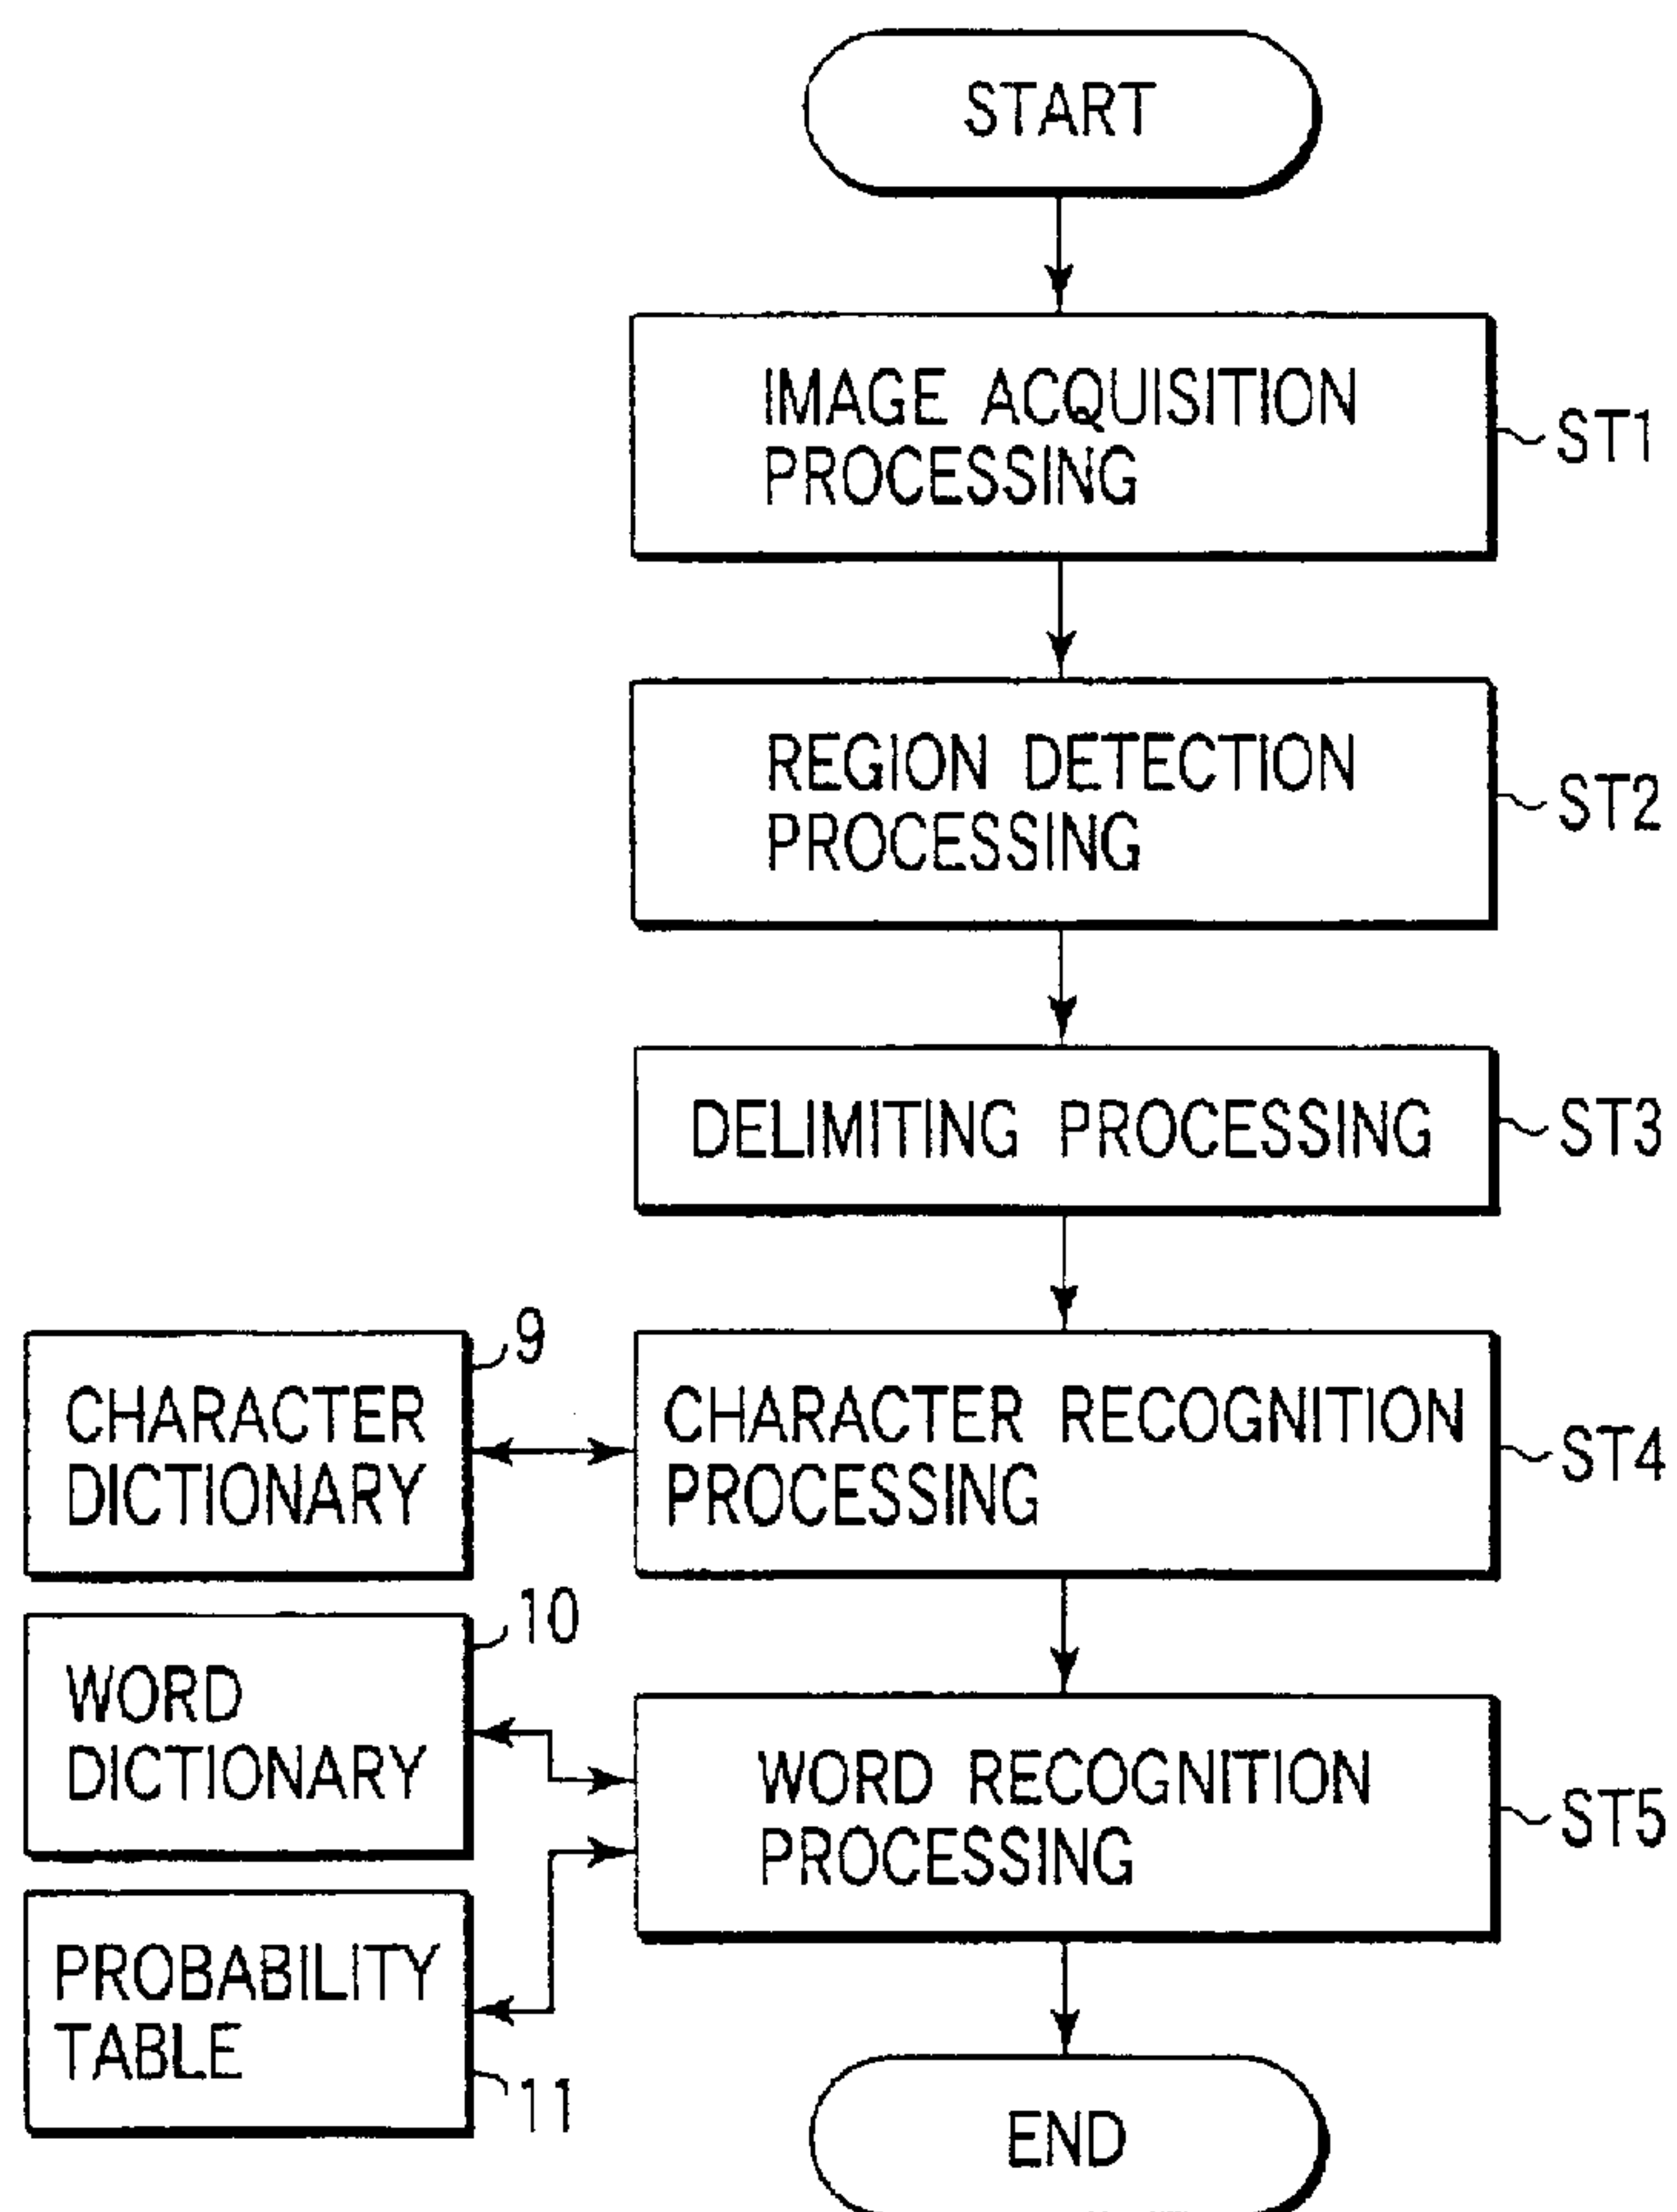 START
IMAGE ACQUISITION
PROCESSING
ST1
REGION DETECTION
PROCESSING
ST2
DELIMITING PROCESSING
ST3
9
CHARACTER
DICTIONARY
CHARACTER RECOGNITION
PROCESSING
ST4
10
WORD
DICTIONARY
WORD RECOGNITION
PROCESSING
ST5
PROBABILITY
TABLE
11
END